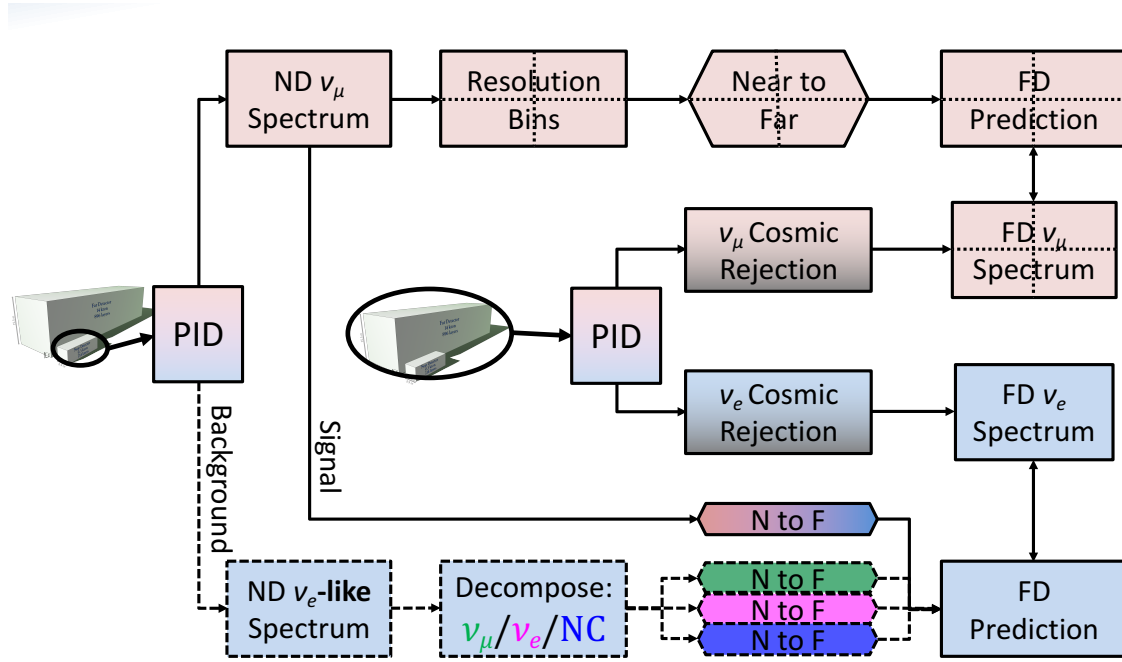 ND νμ
Spectrum
Resolution
Bins
Near to
Far
FD
Prediction
νμ Cosmic
Rejection
FD νμ
Spectrum
PID
PID
νe Cosmic
Rejection
FD νe
Spectrum
Background
Signal
N to F
ND νe-like
Spectrum
Decompose:
νμ/νe/NC
N to F
N to F
N to F
FD
Prediction